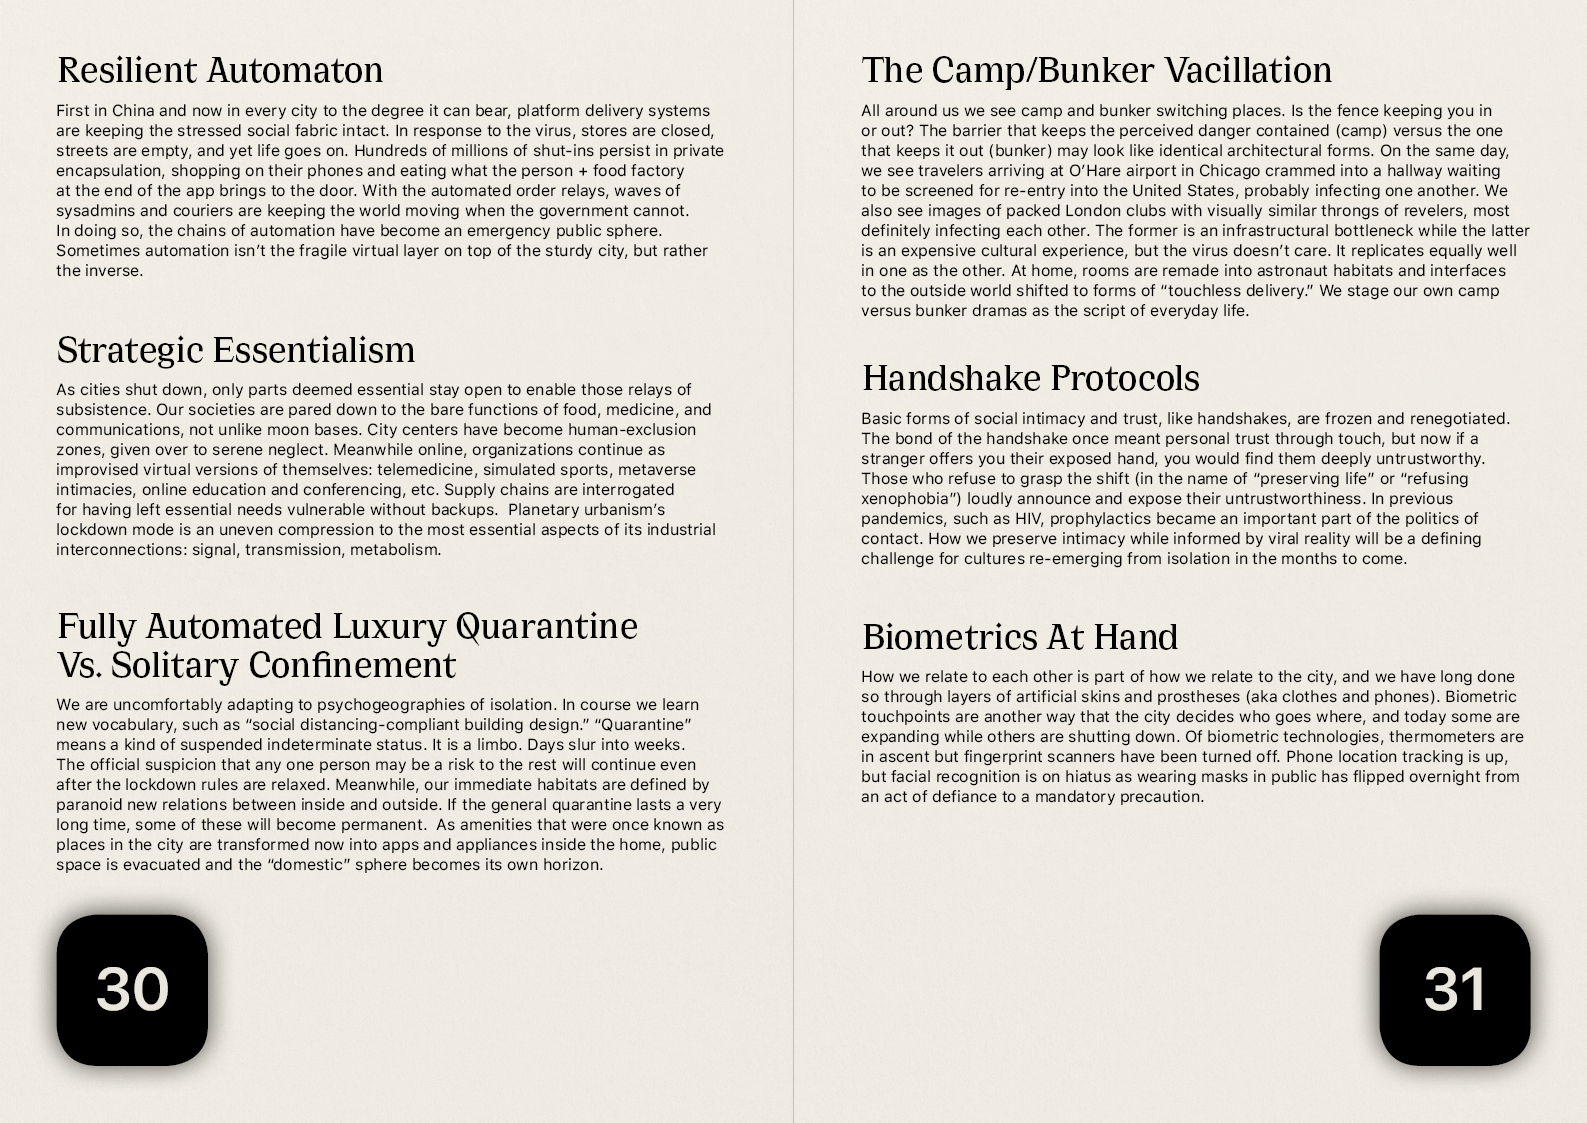 Resilient Automaton
First in China and now in every city to the degree it can bear, platform delivery systems
are keeping the stressed social fabric intact. In response to the virus, stores are closed,
streets are empty, and yet life goes on. Hundreds of millions of shut-ins persist in private
encapsulation, shopping on their phones and eating what the person + food factory
at the end of the app brings to the door. With the automated order relays, waves of
sysadmins and couriers are keeping the world moving when the government cannot.
In doing so, the chains of automation have become an emergency public sphere.
Sometimes automation isn’t the fragile virtual layer on top of the sturdy city, but rather
the inverse.
Strategic Essentialism
As cities shut down, only parts deemed essential stay open to enable those relays of
subsistence. Our societies are pared down to the bare functions of food, medicine, and
communications, not unlike moon bases. City centers have become human-exclusion
zones, given over to serene neglect. Meanwhile online, organizations continue as
improvised virtual versions of themselves: telemedicine, simulated sports, metaverse
intimacies, online education and conferencing, etc. Supply chains are interrogated
for having left essential needs vulnerable without backups.  Planetary urbanism’s
lockdown mode is an uneven compression to the most essential aspects of its industrial
interconnections: signal, transmission, metabolism.
Fully Automated Luxury Quarantine
Vs. Solitary Confinement
We are uncomfortably adapting to psychogeographies of isolation. In course we learn
new vocabulary, such as “social distancing-compliant building design.” “Quarantine”
means a kind of suspended indeterminate status. It is a limbo. Days slur into weeks.
The official suspicion that any one person may be a risk to the rest will continue even
after the lockdown rules are relaxed. Meanwhile, our immediate habitats are defined by
paranoid new relations between inside and outside. If the general quarantine lasts a very
long time, some of these will become permanent.  As amenities that were once known as
places in the city are transformed now into apps and appliances inside the home, public
space is evacuated and the “domestic” sphere becomes its own horizon.
30
The Camp/Bunker Vacillation
All around us we see camp and bunker switching places. Is the fence keeping you in
or out? The barrier that keeps the perceived danger contained (camp) versus the one
that keeps it out (bunker) may look like identical architectural forms. On the same day,
we see travelers arriving at O’Hare airport in Chicago crammed into a hallway waiting
to be screened for re-entry into the United States, probably infecting one another. We
also see images of packed London clubs with visually similar throngs of revelers, most
definitely infecting each other. The former is an infrastructural bottleneck while the latter
is an expensive cultural experience, but the virus doesn’t care. It replicates equally well
in one as the other. At home, rooms are remade into astronaut habitats and interfaces
to the outside world shifted to forms of “touchless delivery.” We stage our own camp
versus bunker dramas as the script of everyday life.
Handshake Protocols
Basic forms of social intimacy and trust, like handshakes, are frozen and renegotiated.
The bond of the handshake once meant personal trust through touch, but now if a
stranger offers you their exposed hand, you would find them deeply untrustworthy.
Those who refuse to grasp the shift (in the name of “preserving life” or “refusing
xenophobia”) loudly announce and expose their untrustworthiness. In previous
pandemics, such as HIV, prophylactics became an important part of the politics of
contact. How we preserve intimacy while informed by viral reality will be a defining
challenge for cultures re-emerging from isolation in the months to come.
Biometrics At Hand
How we relate to each other is part of how we relate to the city, and we have long done
so through layers of artificial skins and prostheses (aka clothes and phones). Biometric
touchpoints are another way that the city decides who goes where, and today some are
expanding while others are shutting down. Of biometric technologies, thermometers are
in ascent but fingerprint scanners have been turned off. Phone location tracking is up,
but facial recognition is on hiatus as wearing masks in public has flipped overnight from
an act of defiance to a mandatory precaution.
31